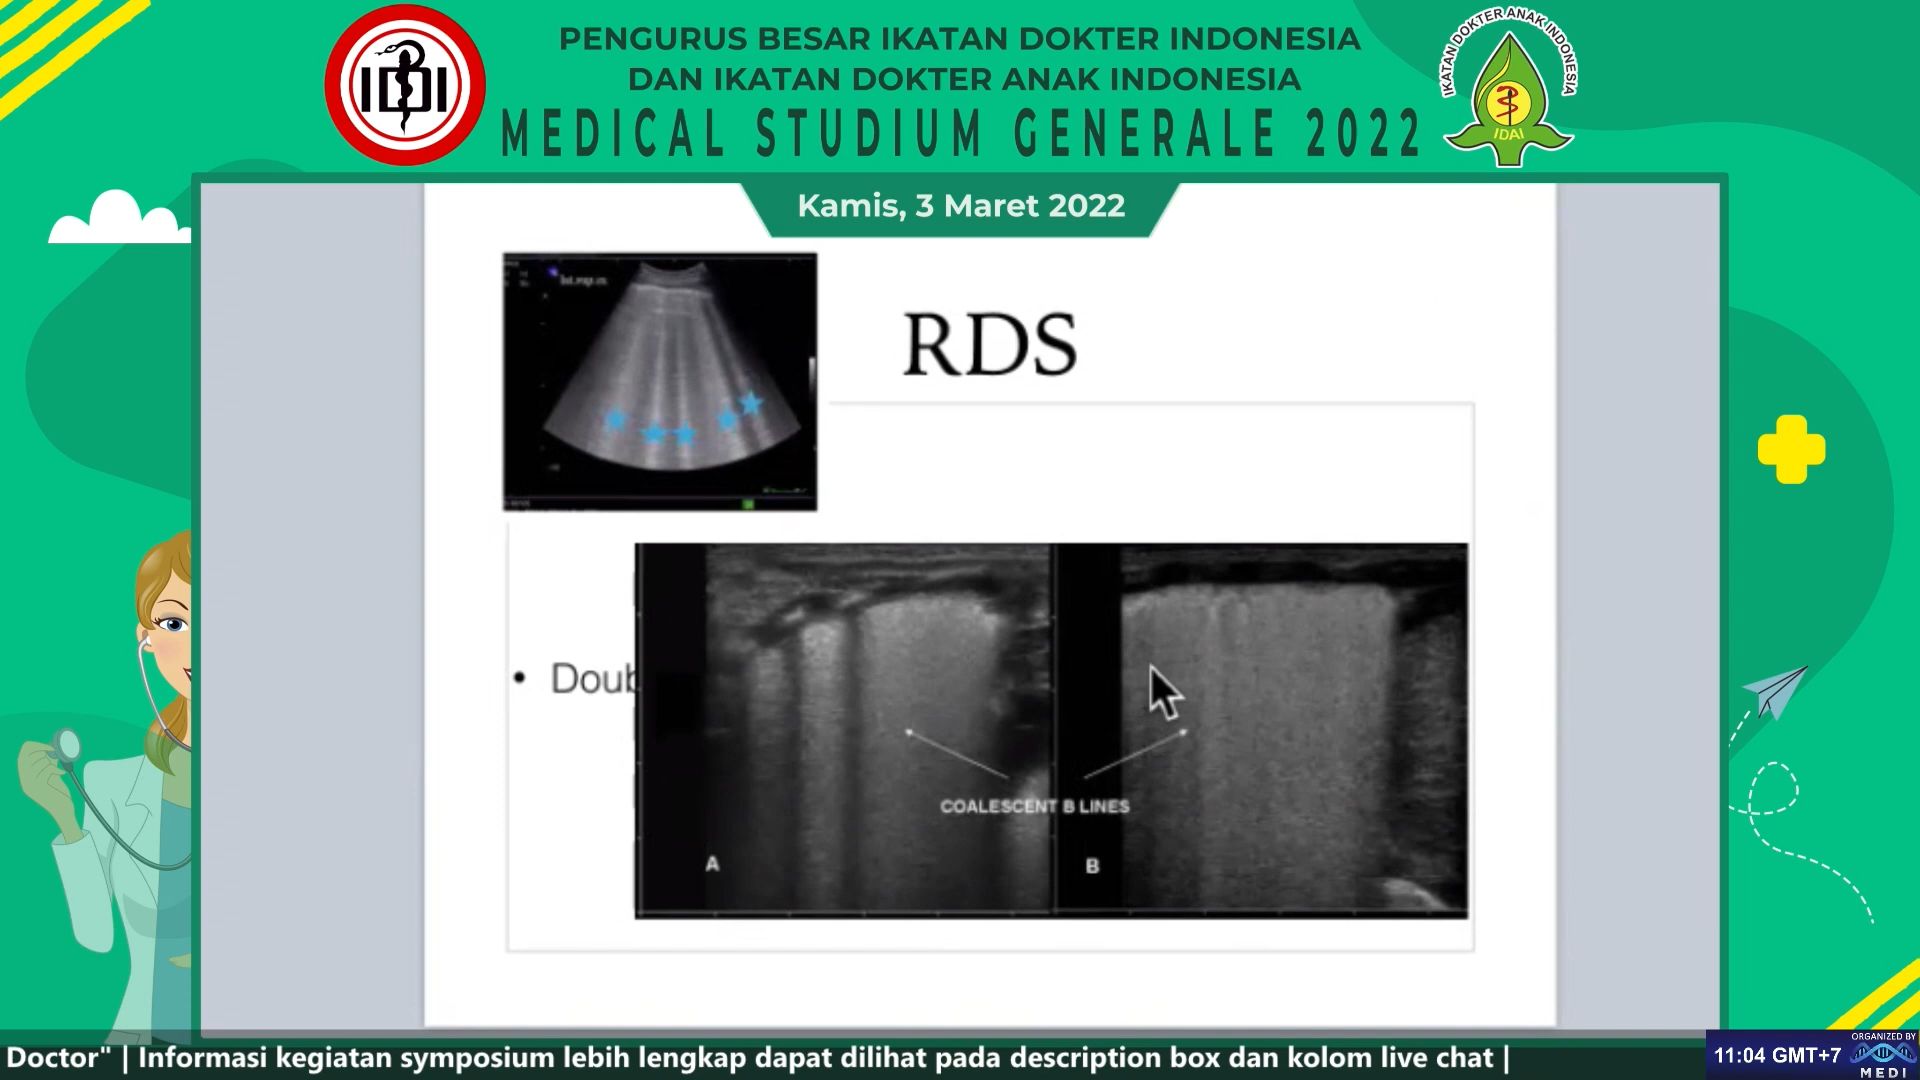 PENGURUS BESAR IKATAN DOKTER INDONESIA
DAN IKATAN DOKTER ANAK INDONESIA
MEDICAL STUDIUM GENERALE 2022
IDI
IKATAN DOKTER ANAK INDONESIA
IDAI
Kamis, 3 Maret 2022
RDS
• Doub
COALESCENT B LINES
A
B
Doctor" | Informasi kegiatan symposium lebih lengkap dapat dilihat pada description box dan kolom live chat |
11:04 GMT+7
ORGANIZED BY
MEDI